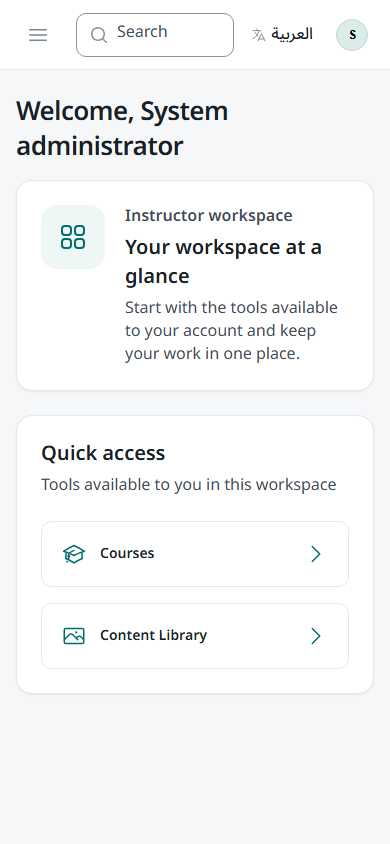 Search
العربية
S
Welcome, System
administrator
Instructor workspace
Your workspace at a
glance
Start with the tools available
to your account and keep
your work in one place.
Quick access
Tools available to you in this workspace
Courses
Content Library